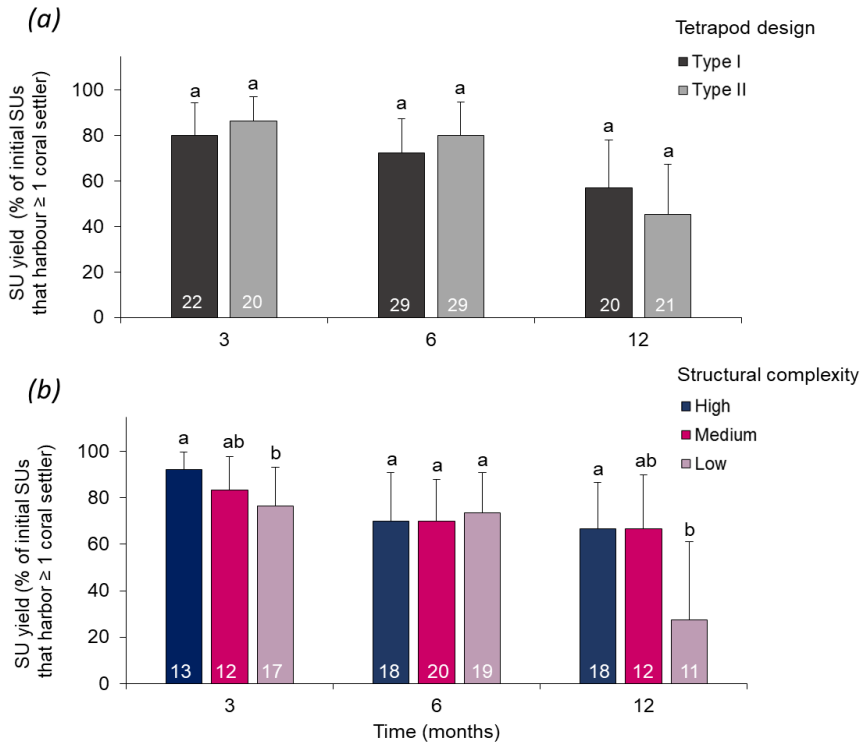 (a)
Tetrapod design
Type I
Type II
SU yield (% of initial SUs
that harbour ≥ 1 coral settler
100
80
60
40
20
0
a a a a a a
22 20 29 29 20 21
3 6 12
(b)
Structural complexity
High
Medium
Low
SU yield (% of initial SUs
that harbor ≥ 1 coral settler)
100
80
60
40
20
0
a ab b a a a a ab b
13 12 17 18 20 19 18 12 11
3 6 12
Time (months)